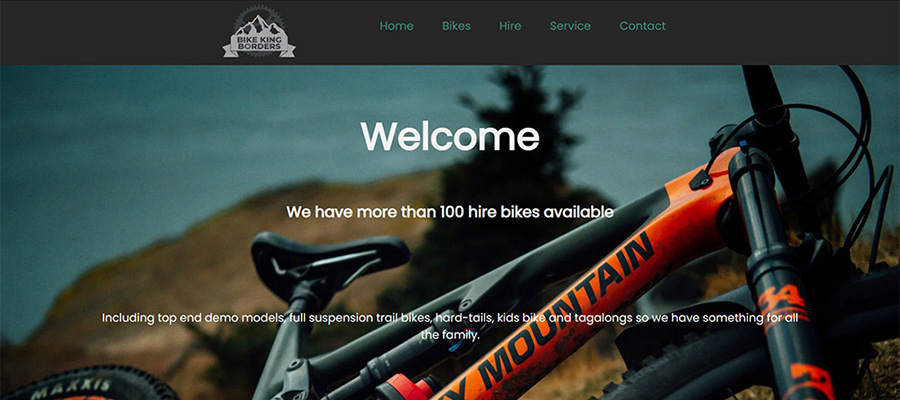 BIKE KING
BORDERS
Home Bikes Hire Service Contact
Welcome
We have more than 100 hire bikes available
Including top end demo models, full suspension trail bikes, hard-tails, kids bike and tagalongs so we have something for all
the family.
Y MOUNTAIN
MAXXIS